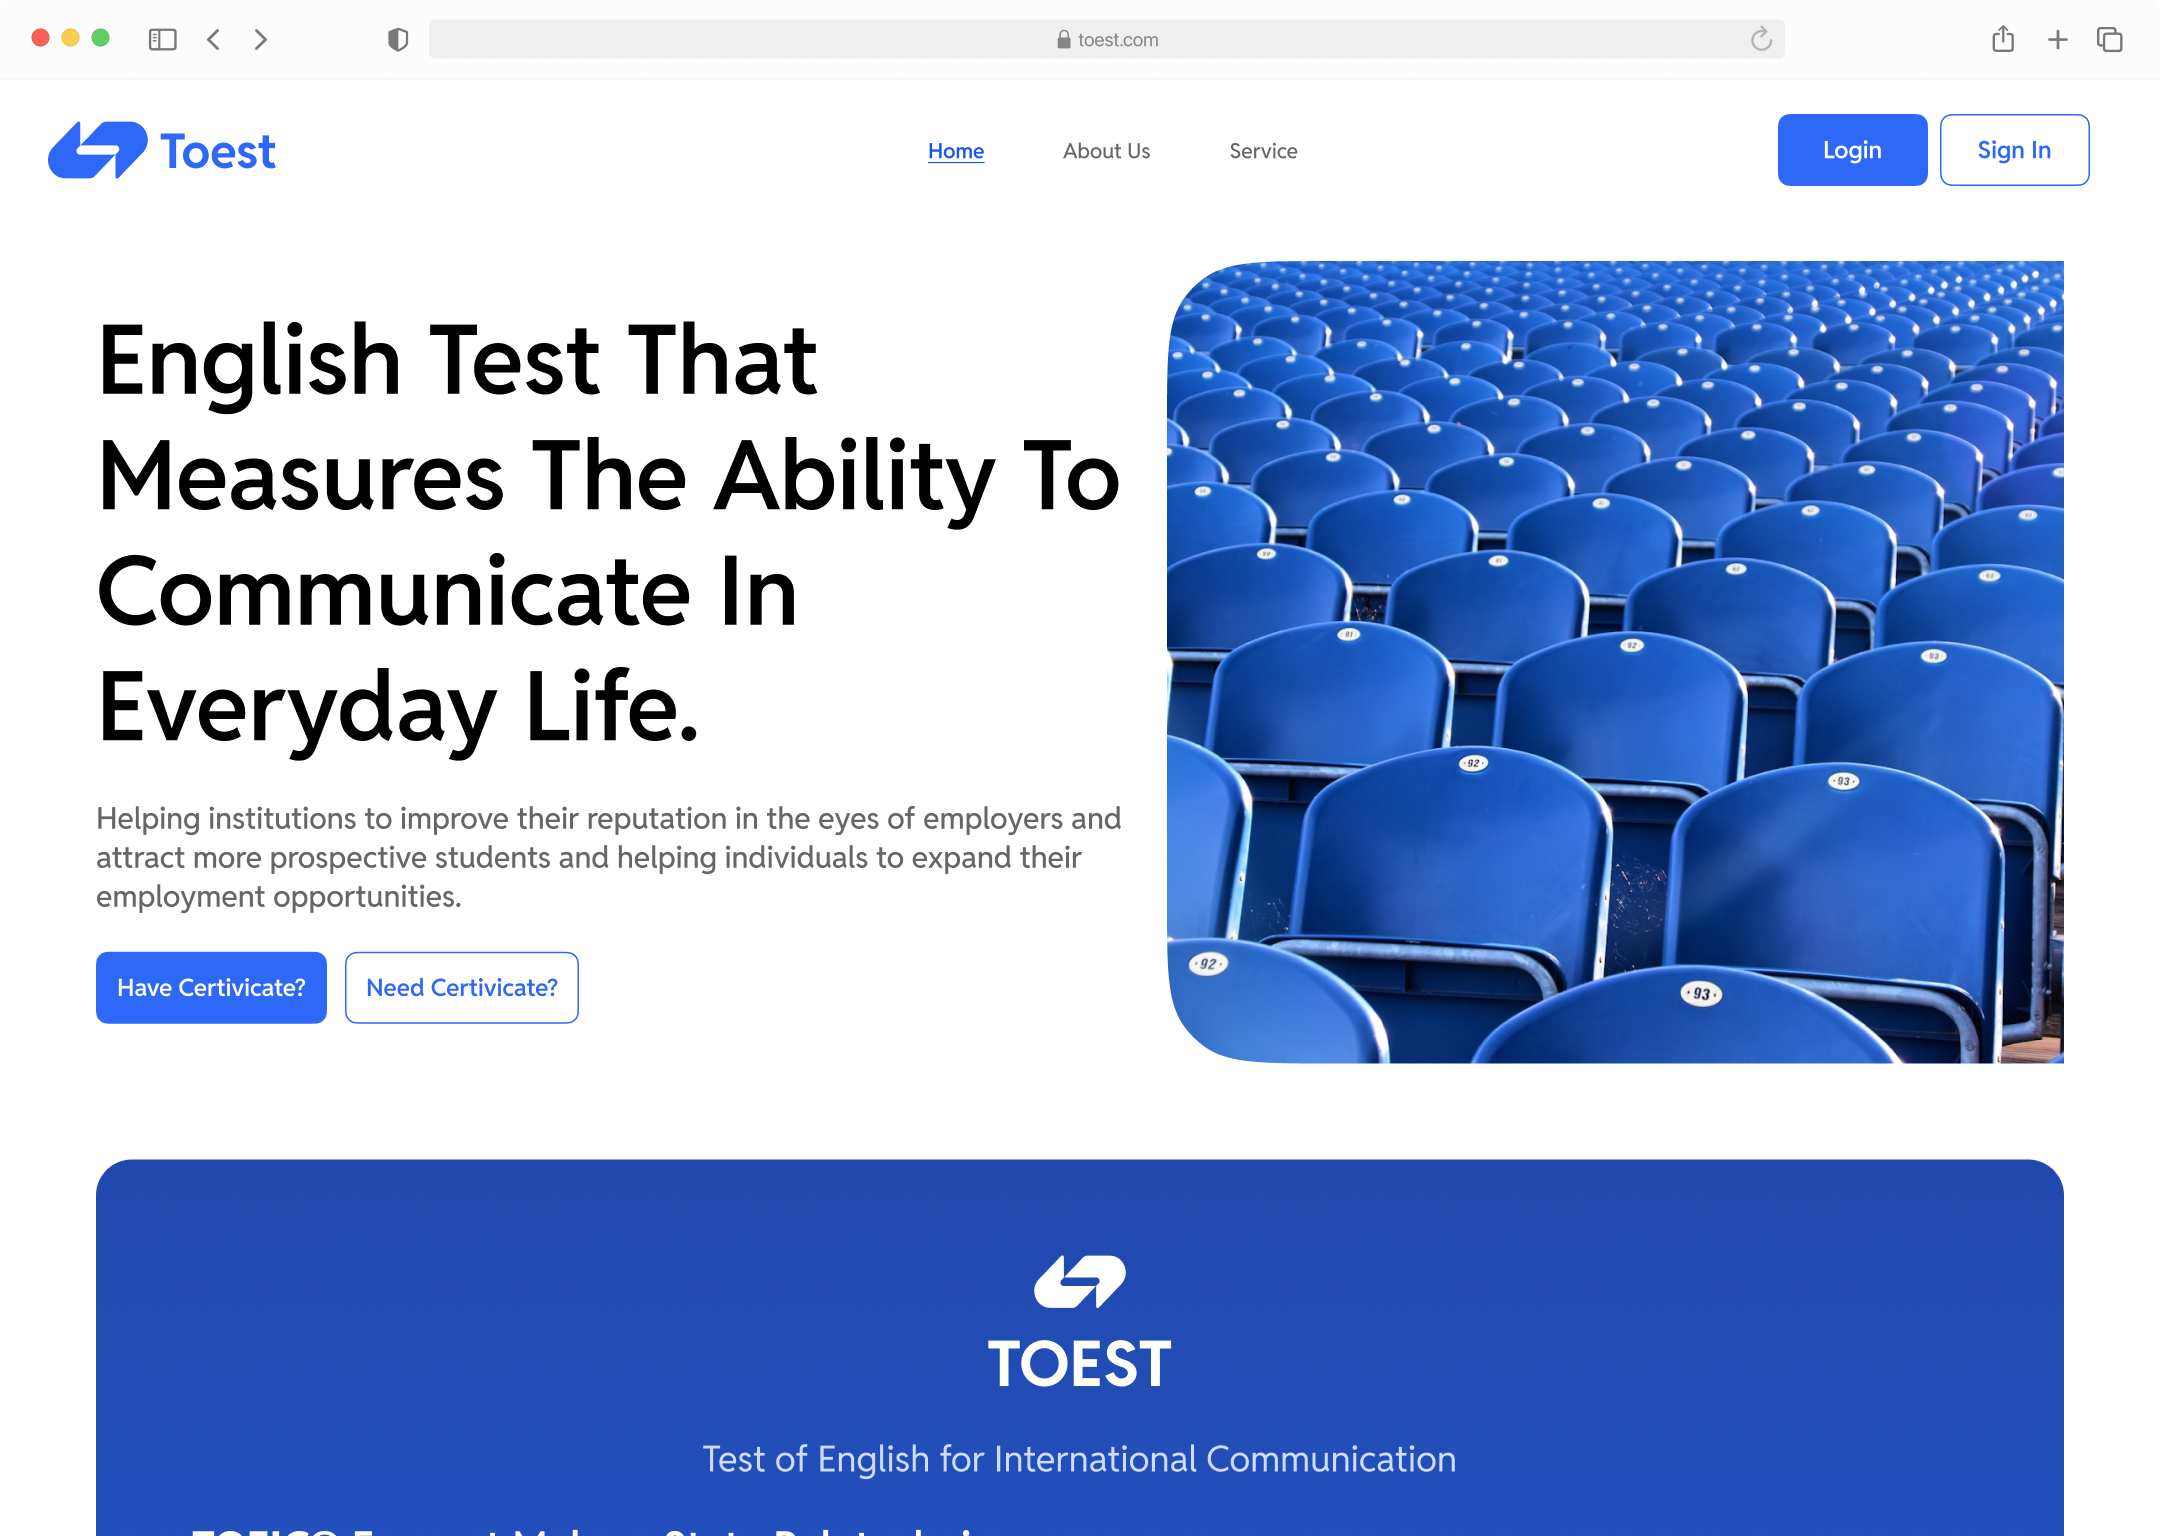 toest.com
Toest
Home
About Us
Service
Login
Sign In
English Test That
Measures The Ability To
Communicate In
Everyday Life.
Helping institutions to improve their reputation in the eyes of employers and
attract more prospective students and helping individuals to expand their
employment opportunities.
Have Certivicate?
Need Certivicate?
91
92
93
92
93
92
93
TOEST
Test of English for International Communication